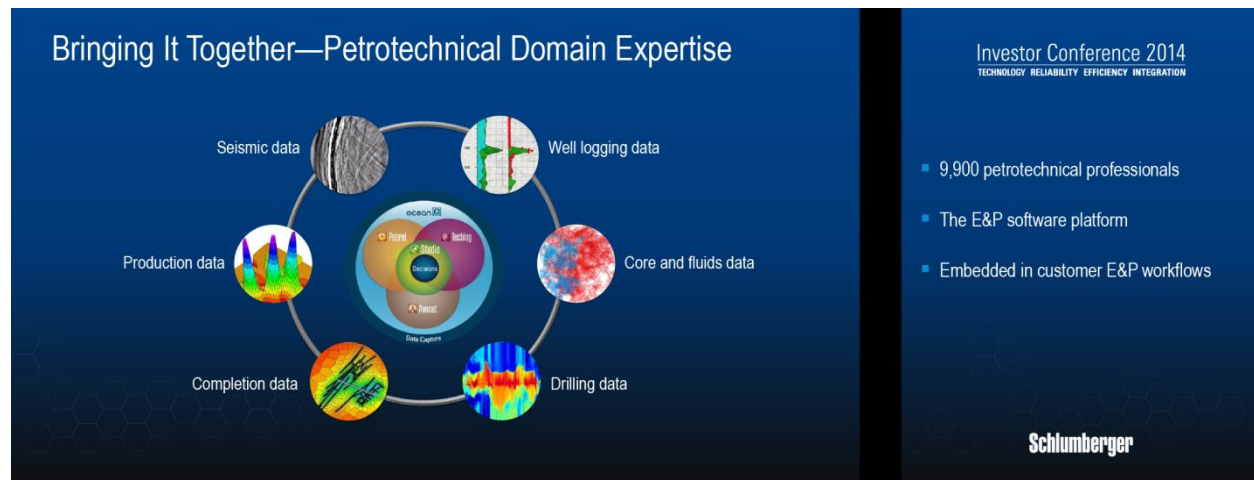 Bringing It Together—Petrotechnical Domain Expertise
Seismic data
Well logging data
Production data
Core and fluids data
Completion data
Drilling data
ocean
Petrel
Techlog
Studio
Decisions
Avocet
Data Capture
Investor Conference 2014
TECHNOLOGY RELIABILITY EFFICIENCY INTEGRATION
9,900 petrotechnical professionals
The E&P software platform
Embedded in customer E&P workflows
Schlumberger